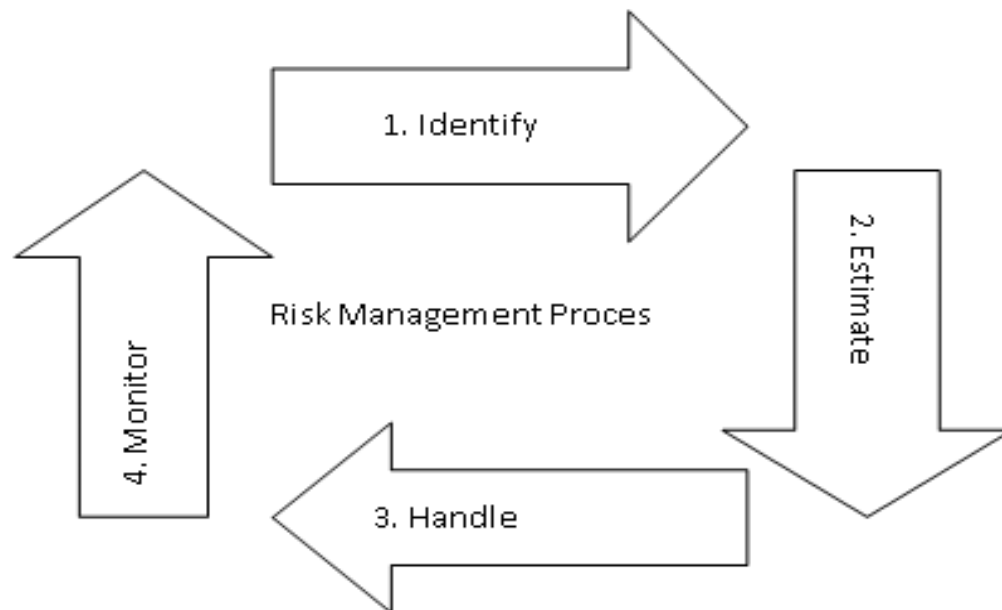 1. Identify
2. Estimate
Risk Management Proces
3. Handle
4. Monitor